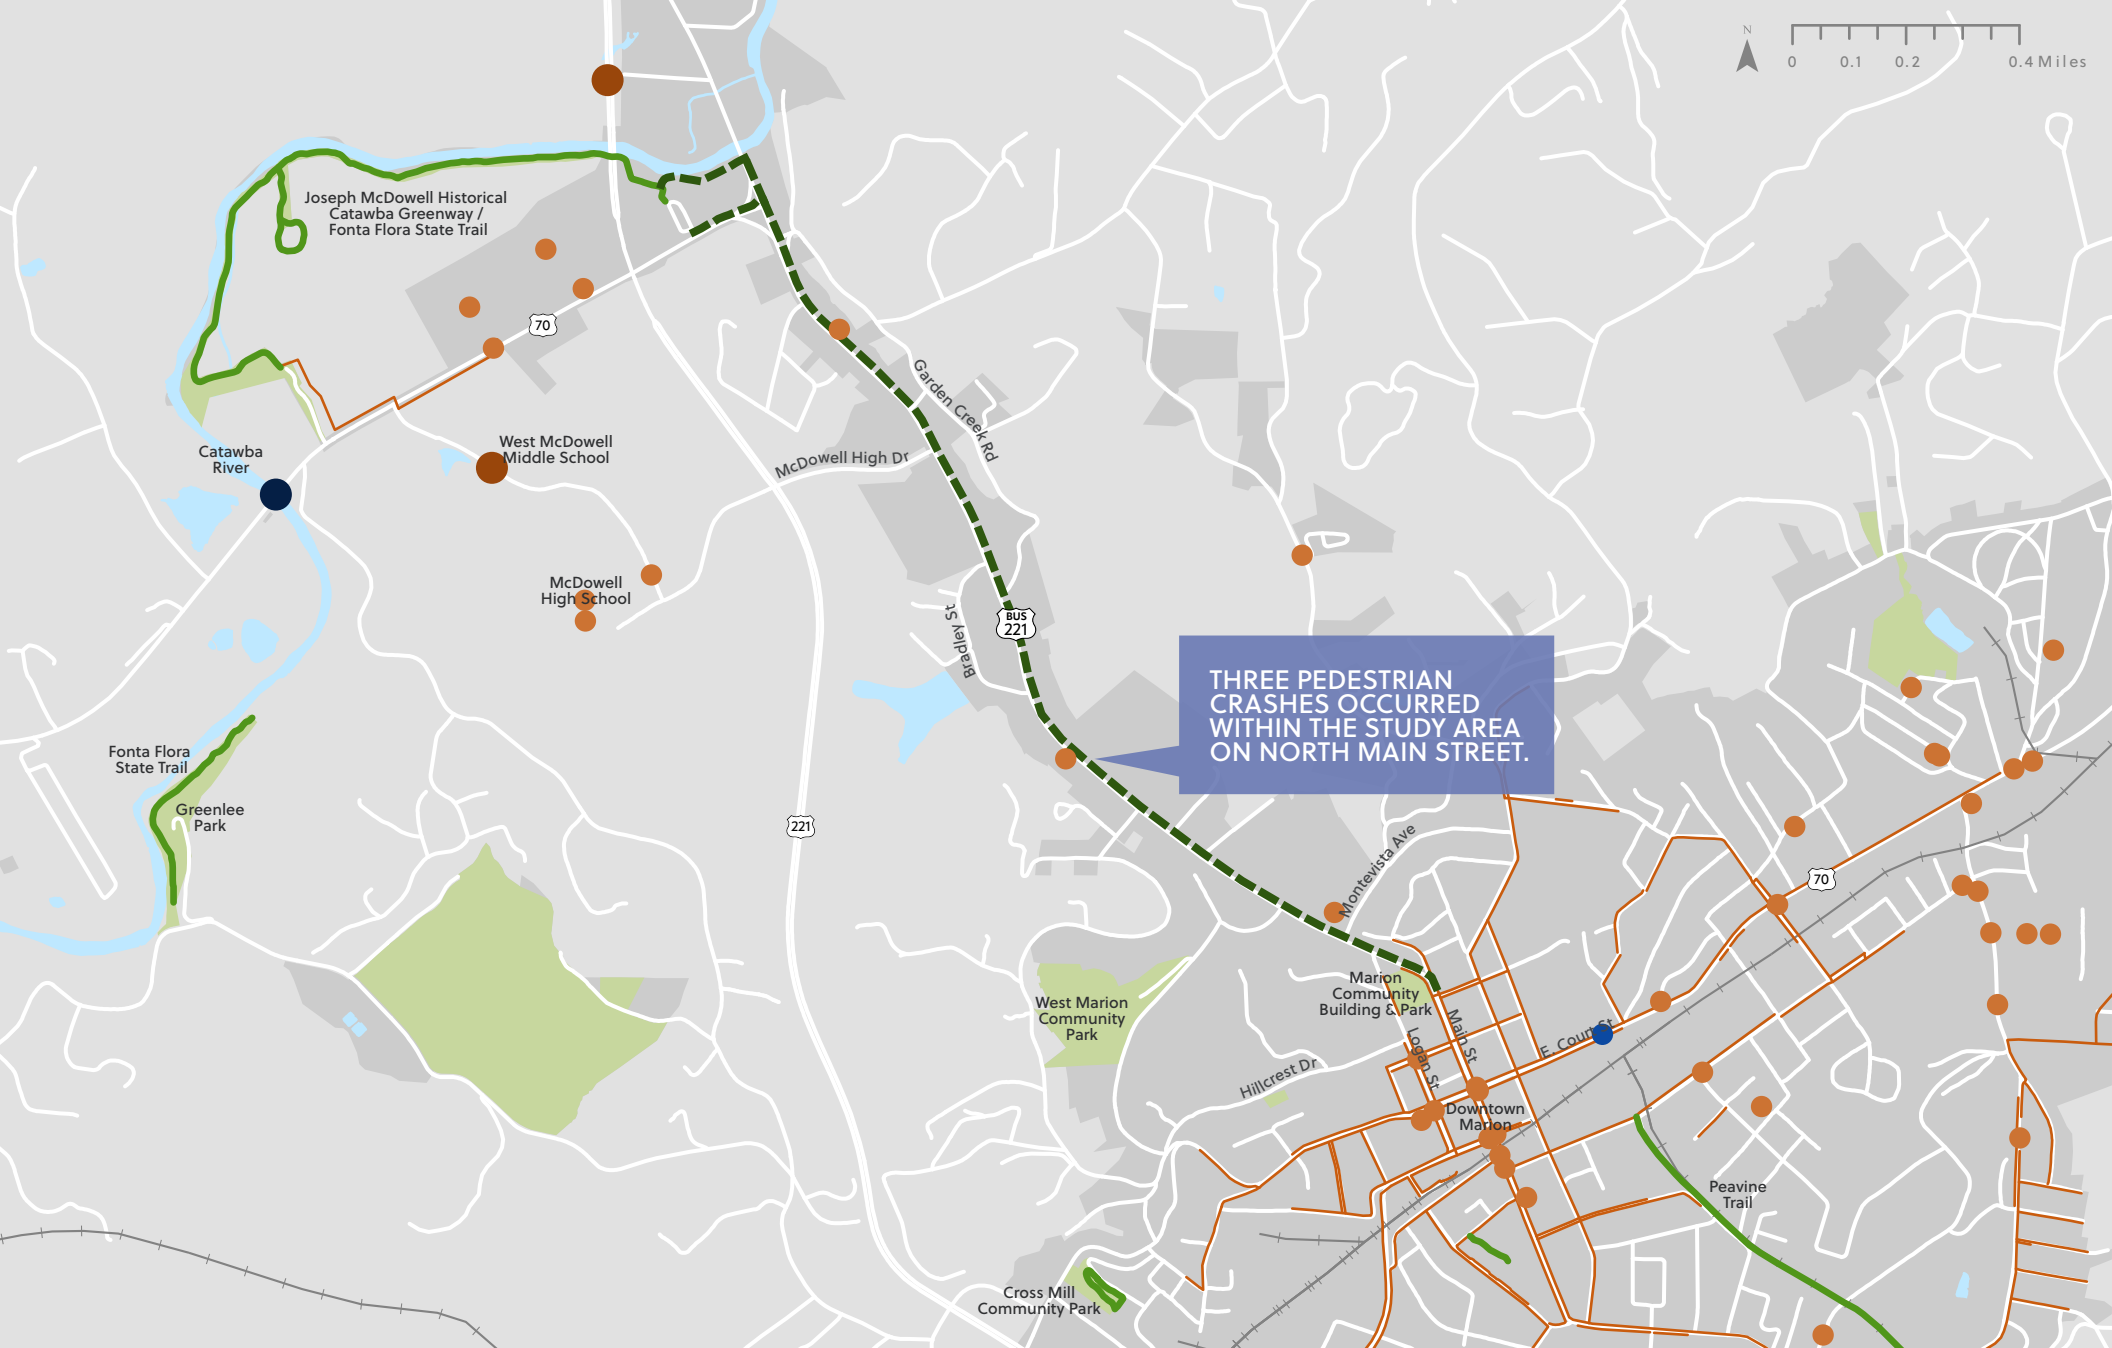 N
0
0.1
0.2
0.4 Miles
Joseph McDowell Historical
Catawba Greenway /
Fonta Flora State Trail
70
Garden Creek Rd
West McDowell
Middle School
McDowell High Dr
Catawba
River
McDowell
High School
Bradley St
BUS
221
THREE PEDESTRIAN
CRASHES OCCURRED
WITHIN THE STUDY AREA
ON NORTH MAIN STREET.
Fonta Flora
State Trail
Greenlee
Park
221
Montevista Ave
70
Marion
Community
Building & Park
West Marion
Community
Park
Main St
Logan St
E. Court St
Hillcrest Dr
Downtown
Marion
Peavine
Trail
Cross Mill
Community Park